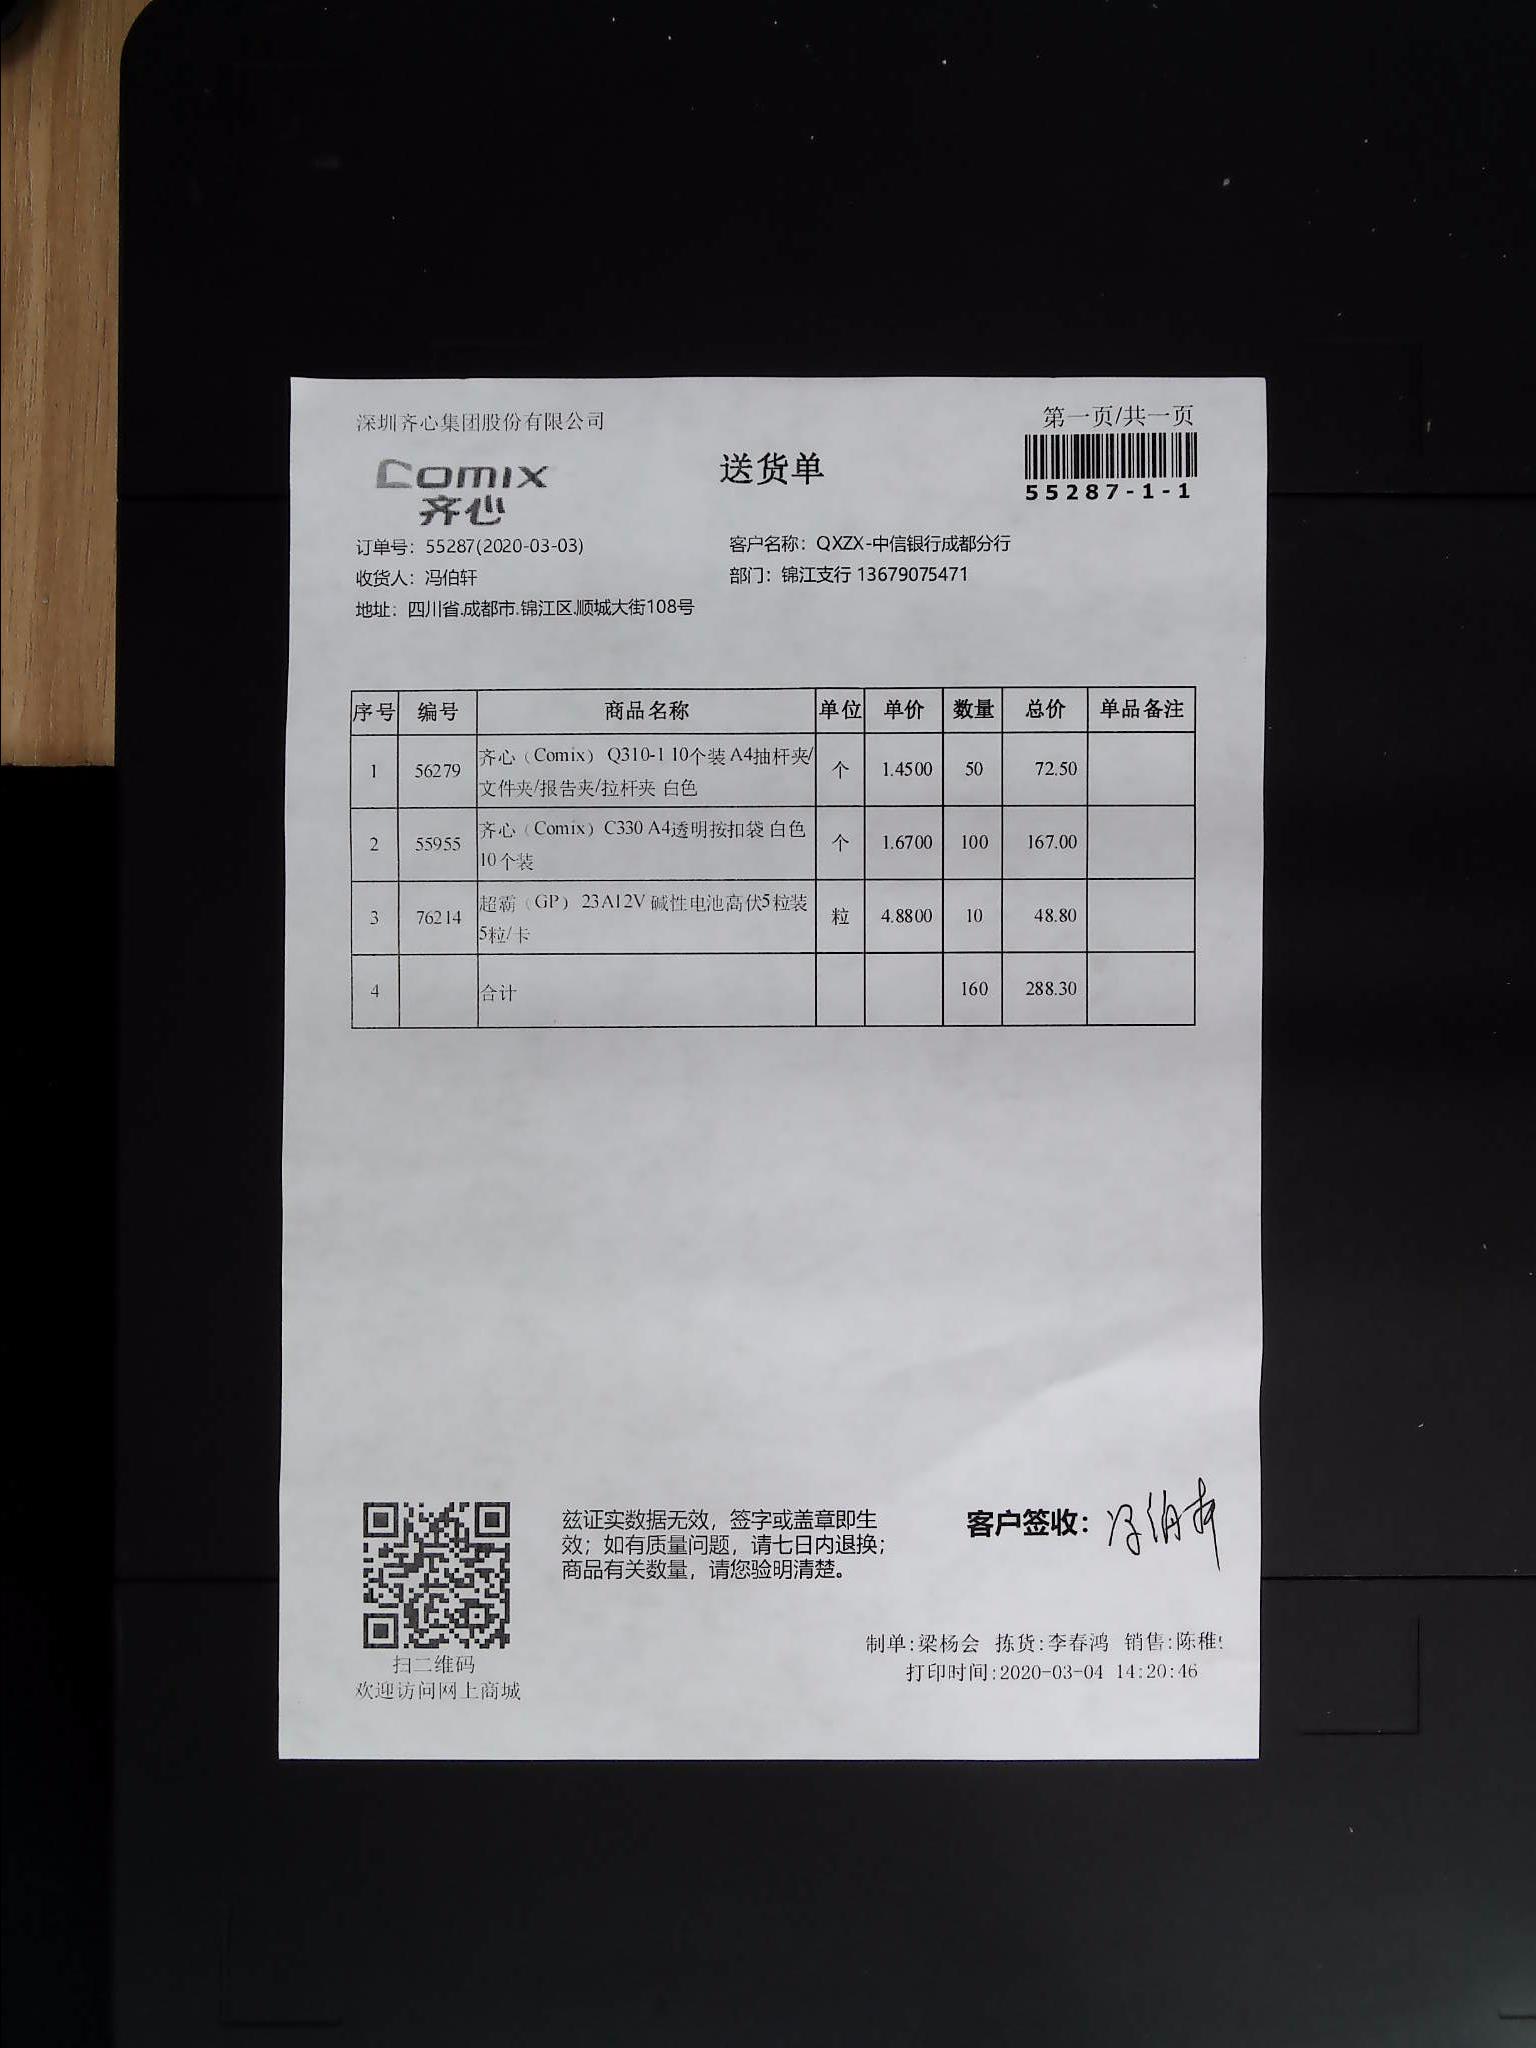 深圳齐心集团股份有限公司
第一页/共一页
Comix
齐心
送货单
55287-1-1
订单号：55287(2020-03-03)
客户名称：QXZX-中信银行成都分行
收货人：冯伯轩
部门：锦江支行 13679075471
地址：四川省.成都市.锦江区.顺城大街108号
序号 编号 商品名称 单位 单价 数量 总价 单品备注
1 56279 齐心（Comix） Q310-1 10个装 A4抽杆夹/ 个 1.4500 50 72.50
文件夹/报告夹/拉杆夹 白色
2 55955 齐心（Comix）C330 A4透明按扣袋 白色 个 1.6700 100 167.00
10个装
3 76214 超霸（GP） 23A12V 碱性电池高伏5粒装 粒 4.8800 10 48.80
5粒/卡
4 合计 160 288.30
兹证实数据无效，签字或盖章即生
效；如有质量问题，请七日内退换；
商品有关数量，请您验明清楚。
客户签收：冯伯轩
扫二维码
欢迎访问网上商城
制单:梁杨会 拣货:李春鸿 销售:陈稚
打印时间:2020-03-04 14:20:46